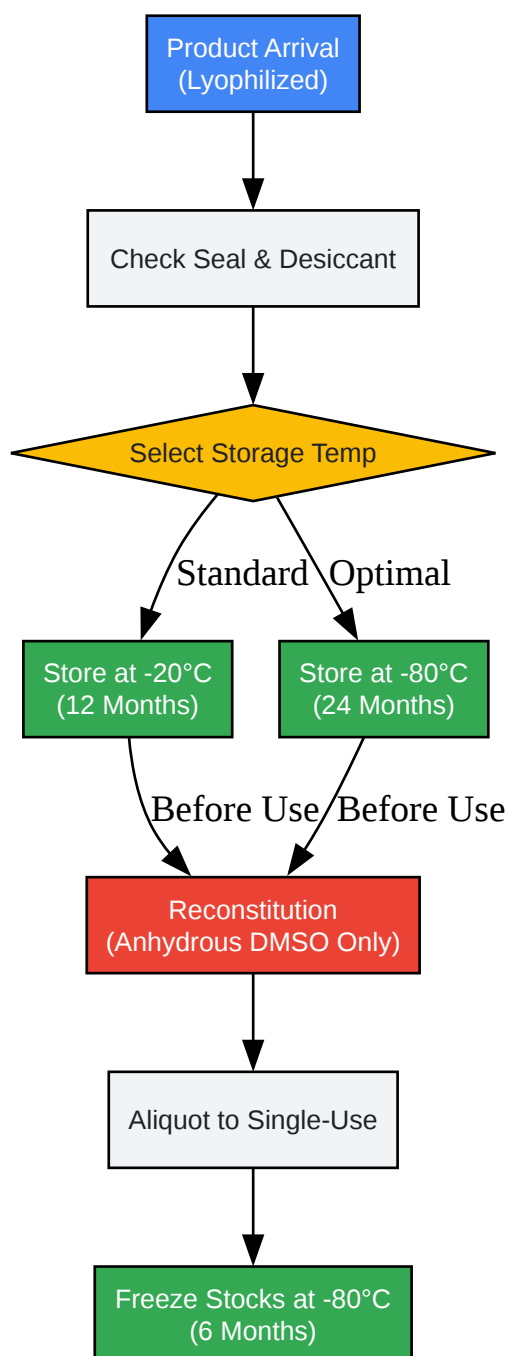 Product Arrival
(Lyophilized)
Check Seal & Desiccant
Select Storage Temp
Standard
Optimal
Store at -20°C
(12 Months)
Store at -80°C
(24 Months)
Before Use
Before Use
Reconstitution
(Anhydrous DMSO Only)
Aliquot to Single-Use
Freeze Stocks at -80°C
(6 Months)